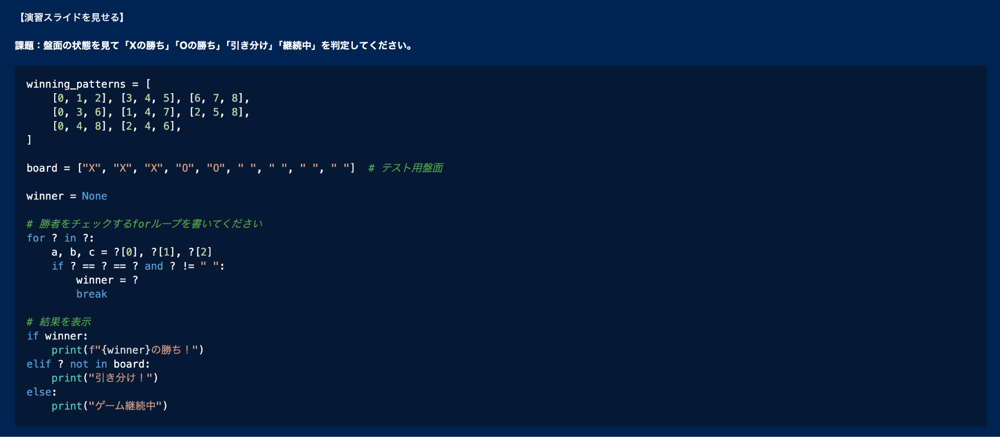 【演習スライドを見せる】
課題：盤面の状態を見て「Xの勝ち」「Oの勝ち」「引き分け」「継続中」を判定してください。
winning_patterns = [
    [0, 1, 2], [3, 4, 5], [6, 7, 8],
    [0, 3, 6], [1, 4, 7], [2, 5, 8],
    [0, 4, 8], [2, 4, 6],
]
board = ["X", "X", "X", "O", "O", " ", " ", " ", " "]  # テスト用盤面
winner = None
# 勝者をチェックするforループを書いてください
for ? in ?:
    a, b, c = ?[0], ?[1], ?[2]
    if ? == ? == ? and ? != " ":
        winner = ?
        break
# 結果を表示
if winner:
    print(f"{winner}の勝ち！")
elif ? not in board:
    print("引き分け！")
else:
    print("ゲーム継続中")